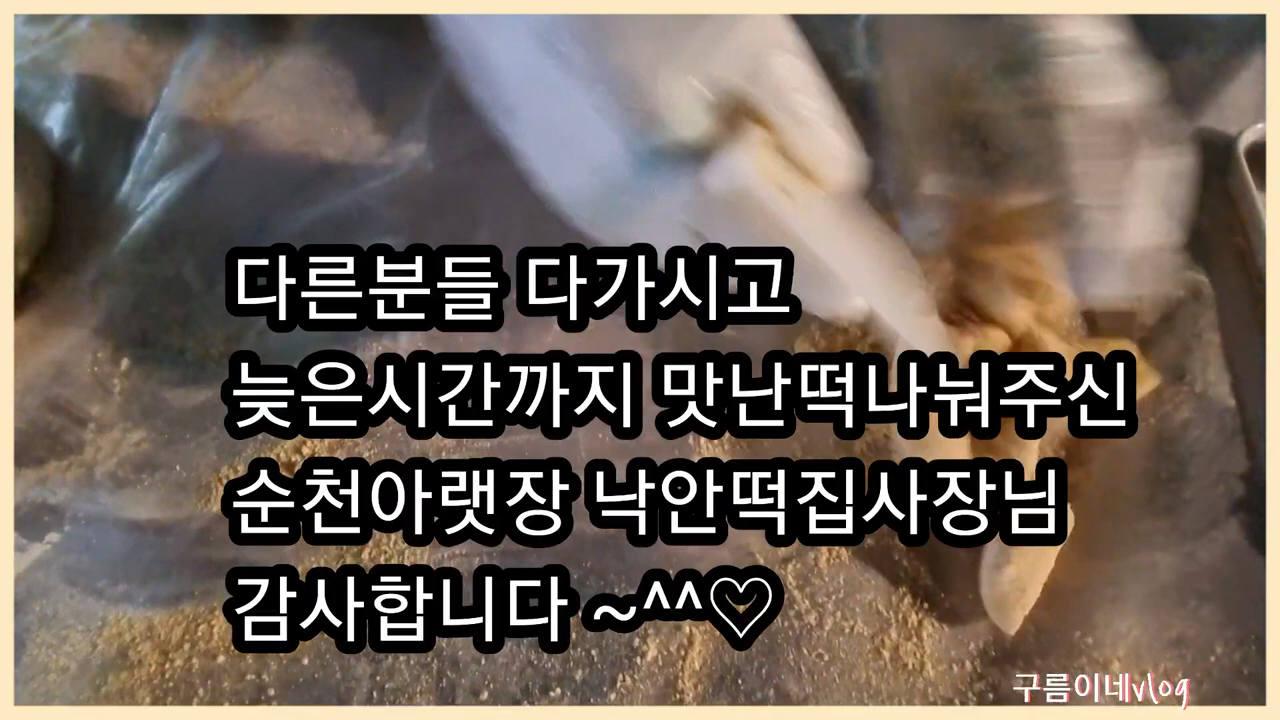 다른분들 다가시고
늦은시간까지 맛난떡나눠주신
순천아랫장 낙안떡집사장님
감사합니다 ~^^♡
구름이네vlog